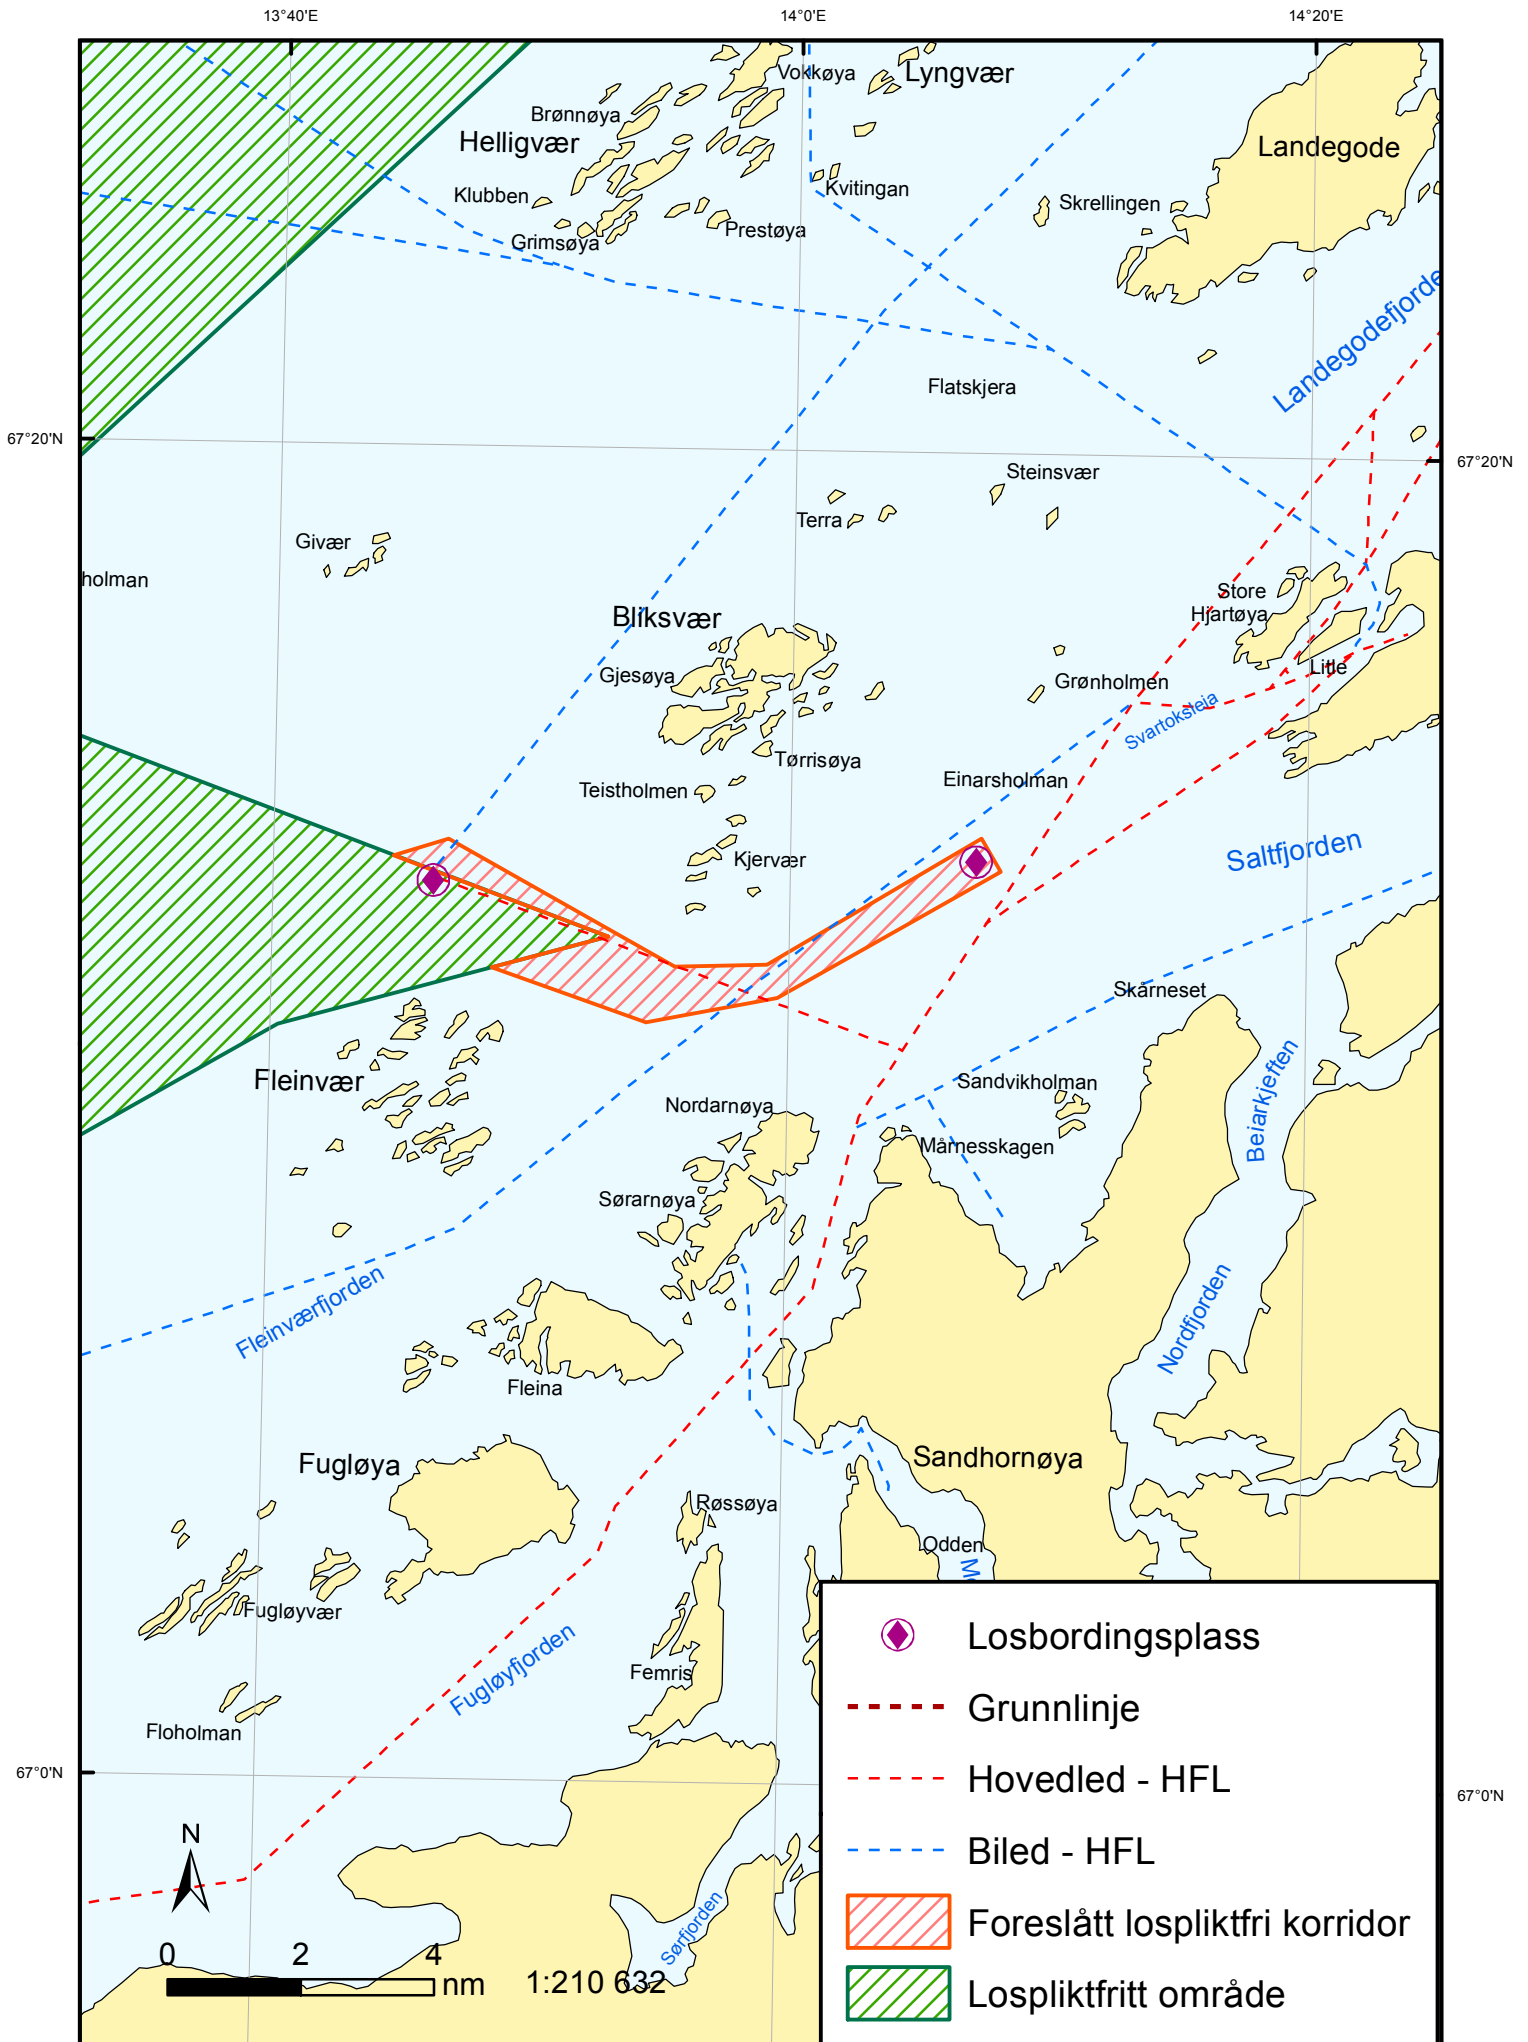 13°40'E
14°0'E
14°20'E
Vokkøya
Lyngvær
Brønnøya
Helligvær
Landegode
Klubben
Kvitingan
Skrellingen
Grimsøya
Prestøya
Landegodefjorde
Flatskjera
67°20'N
67°20'N
Steinsvær
Terra
Givær
holman
Store
Hjartøya
Bliksvær
Gjesøya
Grønholmen
Litle
Svartoksleia
Tørrisøya
Teistholmen
Einarsholman
Kjervær
Saltfjorden
Skårneset
Fleinvær
Sandvikholman
Nordarnøya
Beiarkjeften
Mårnesskagen
Sørarnøya
Fleinværfjorden
Nordfjorden
Fleina
Fugløya
Sandhornøya
Røssøya
Odden
Mo
Fugløyvær
Fugløyfjorden
Femris
Floholman
67°0'N
67°0'N
Sørfjorden
N
0 2 4
nm
1:210 632
Losbordingsplass
Grunnlinje
Hovedled - HFL
Biled - HFL
Foreslått lospliktfri korridor
Lospliktfritt område